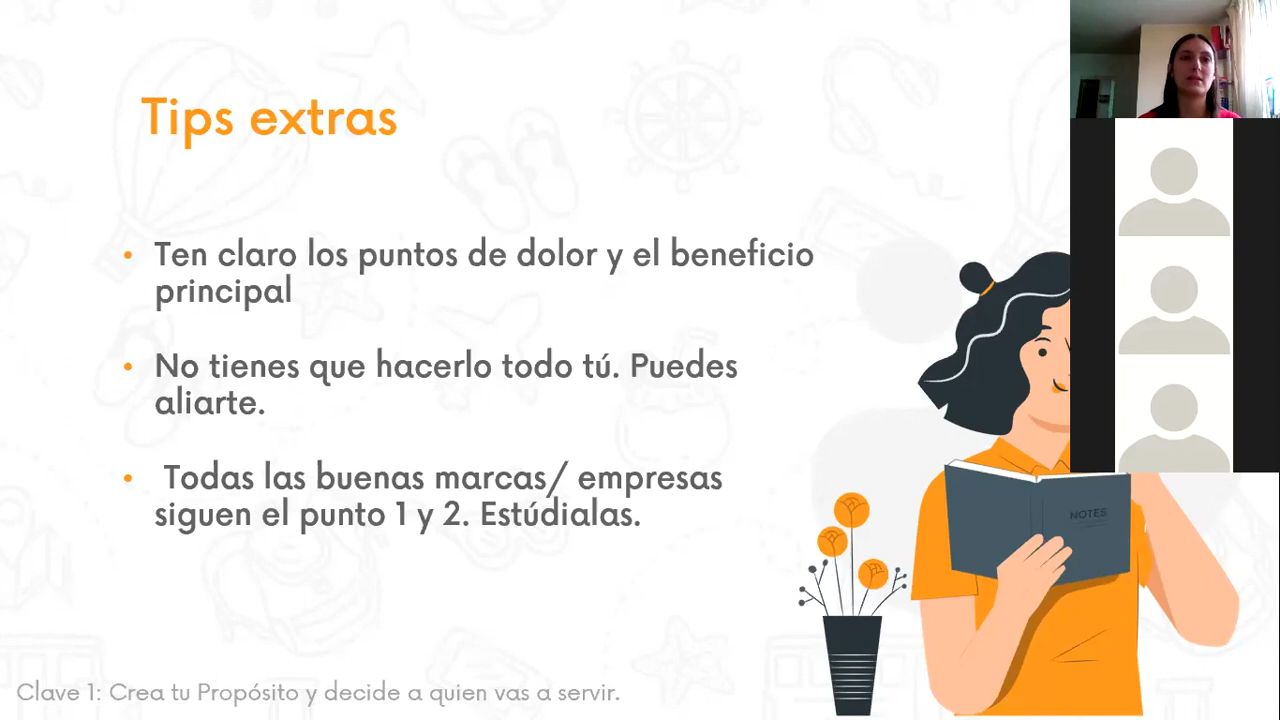 Tips extras
• Ten claro los puntos de dolor y el beneficio
principal
• No tienes que hacerlo todo tú. Puedes
aliarte.
• Todas las buenas marcas/ empresas
siguen el punto 1 y 2. Estúdialas.
NOTES
Clave 1: Crea tu Propósito y decide a quien vas a servir.